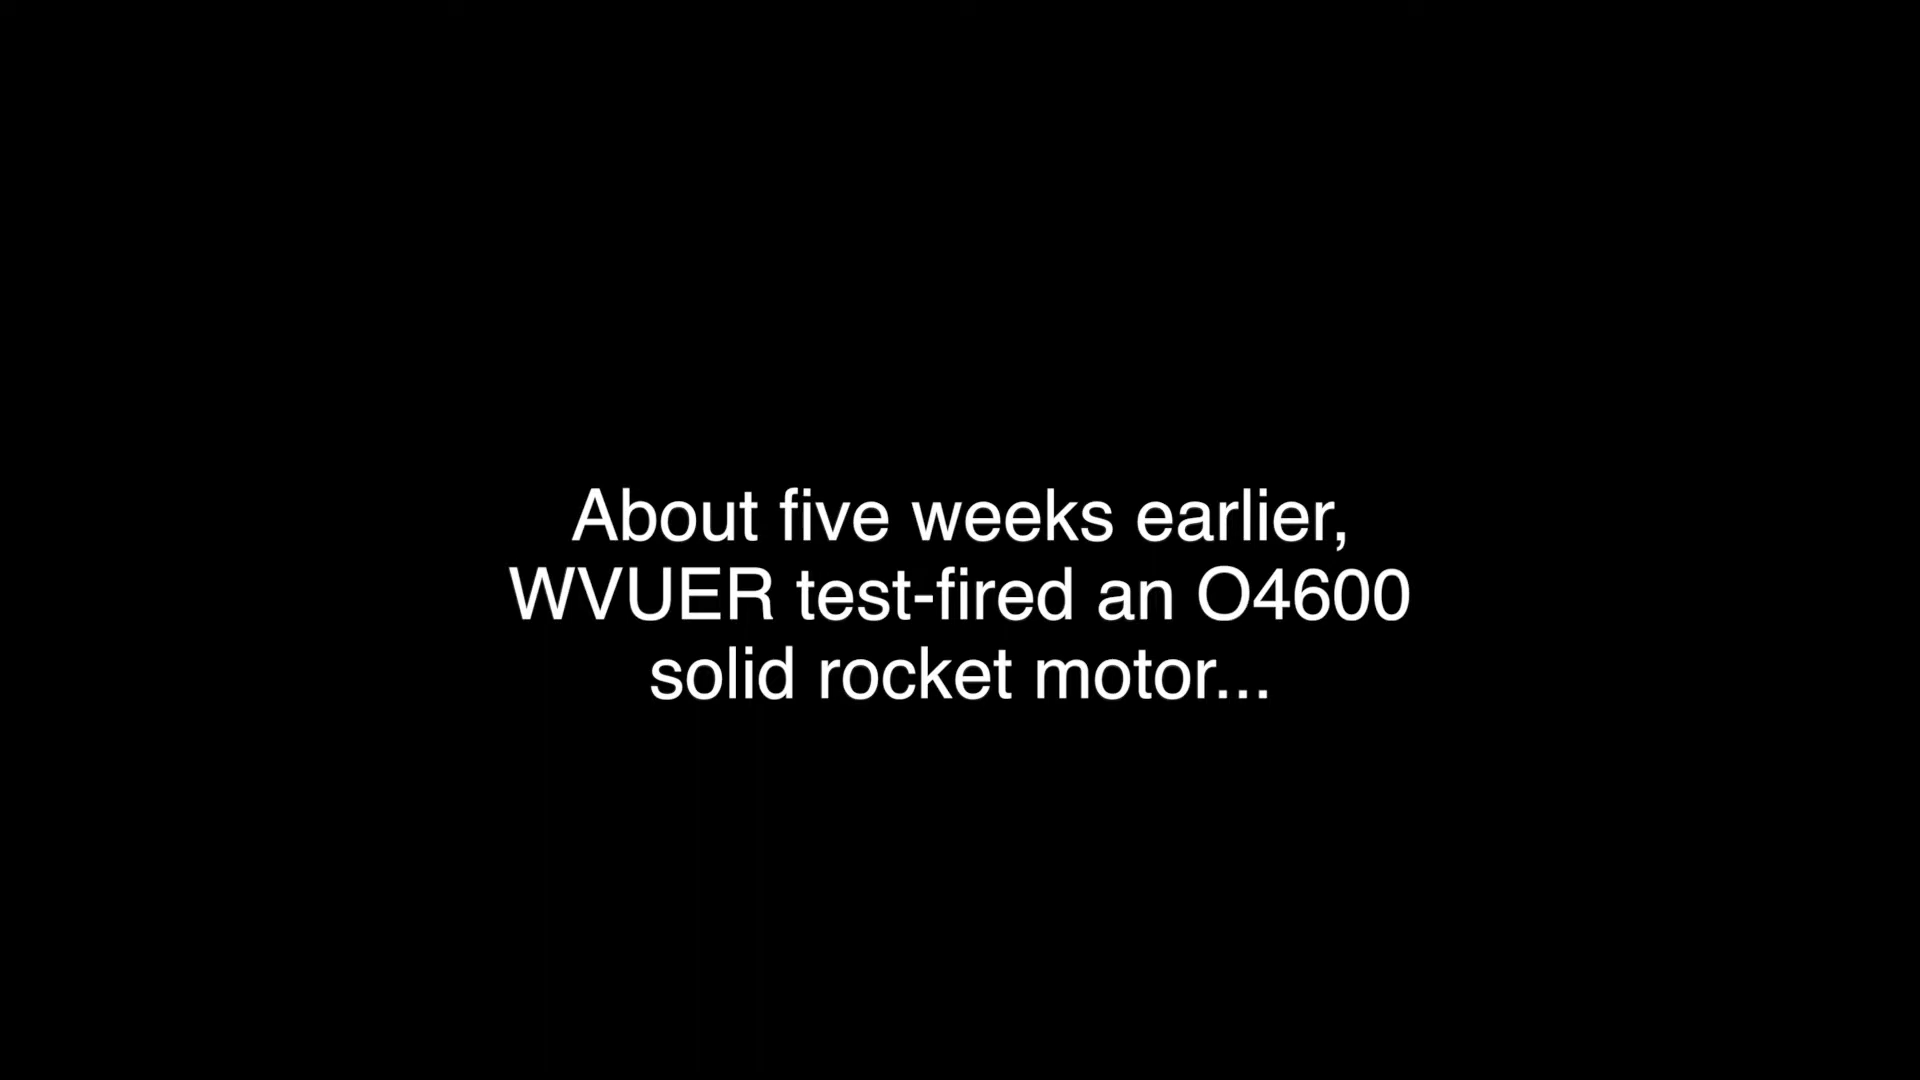 About five weeks earlier,
WVUER test-fired an O4600
solid rocket motor...